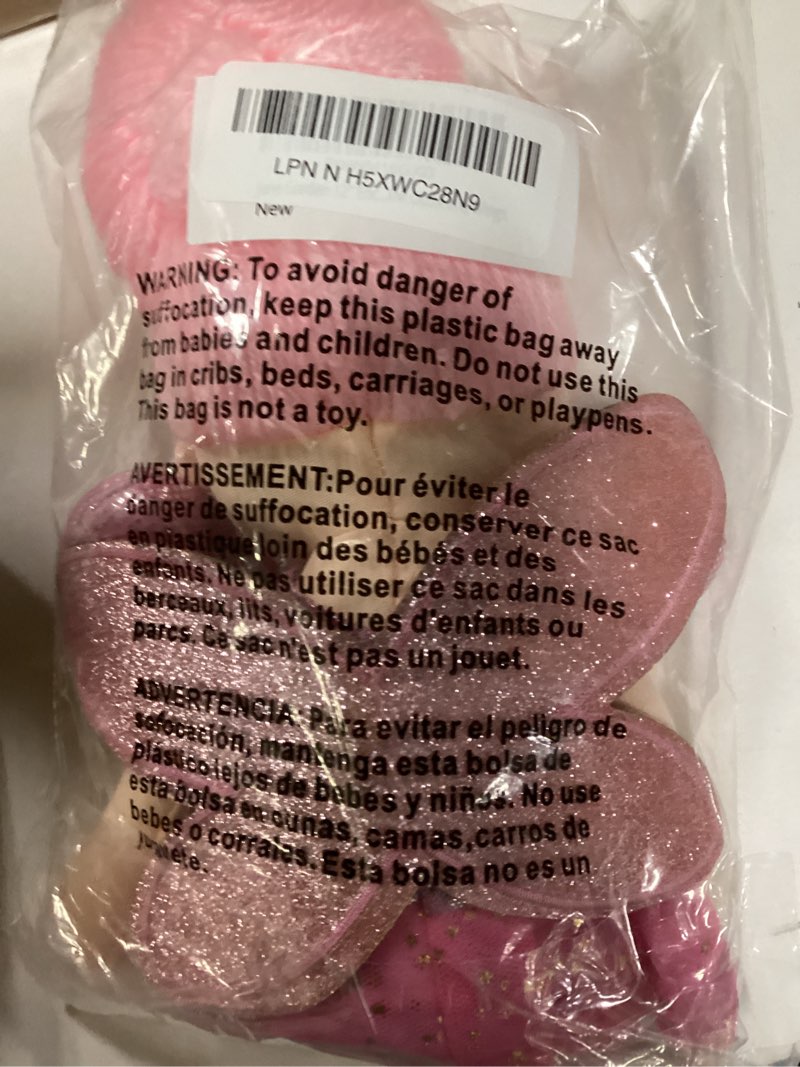 LPN N H5XWC28N9
New
WARNING: To avoid danger of
suffocation, keep this plastic bag away
from babies and children. Do not use this
bag in cribs, beds, carriages, or playpens.
This bag is not a toy.
AVERTISSEMENT:Pour éviter le
danger de suffocation, conserver ce sac
en plastique loin des bébés et des
enfants. Ne pas utiliser ce sac dans les
berceaux, lits, voitures d'enfants ou
parcs. Ce sac n'est pas un jouet.
ADVERTENCIA: Para evitar el peligro de
sofocación, mantenga esta bolsa de
plástico lejos de bebes y niños. No use
esta bolsa en cunas, camas,carros de
bebes o corrales. Esta bolsa no es un
juguete.